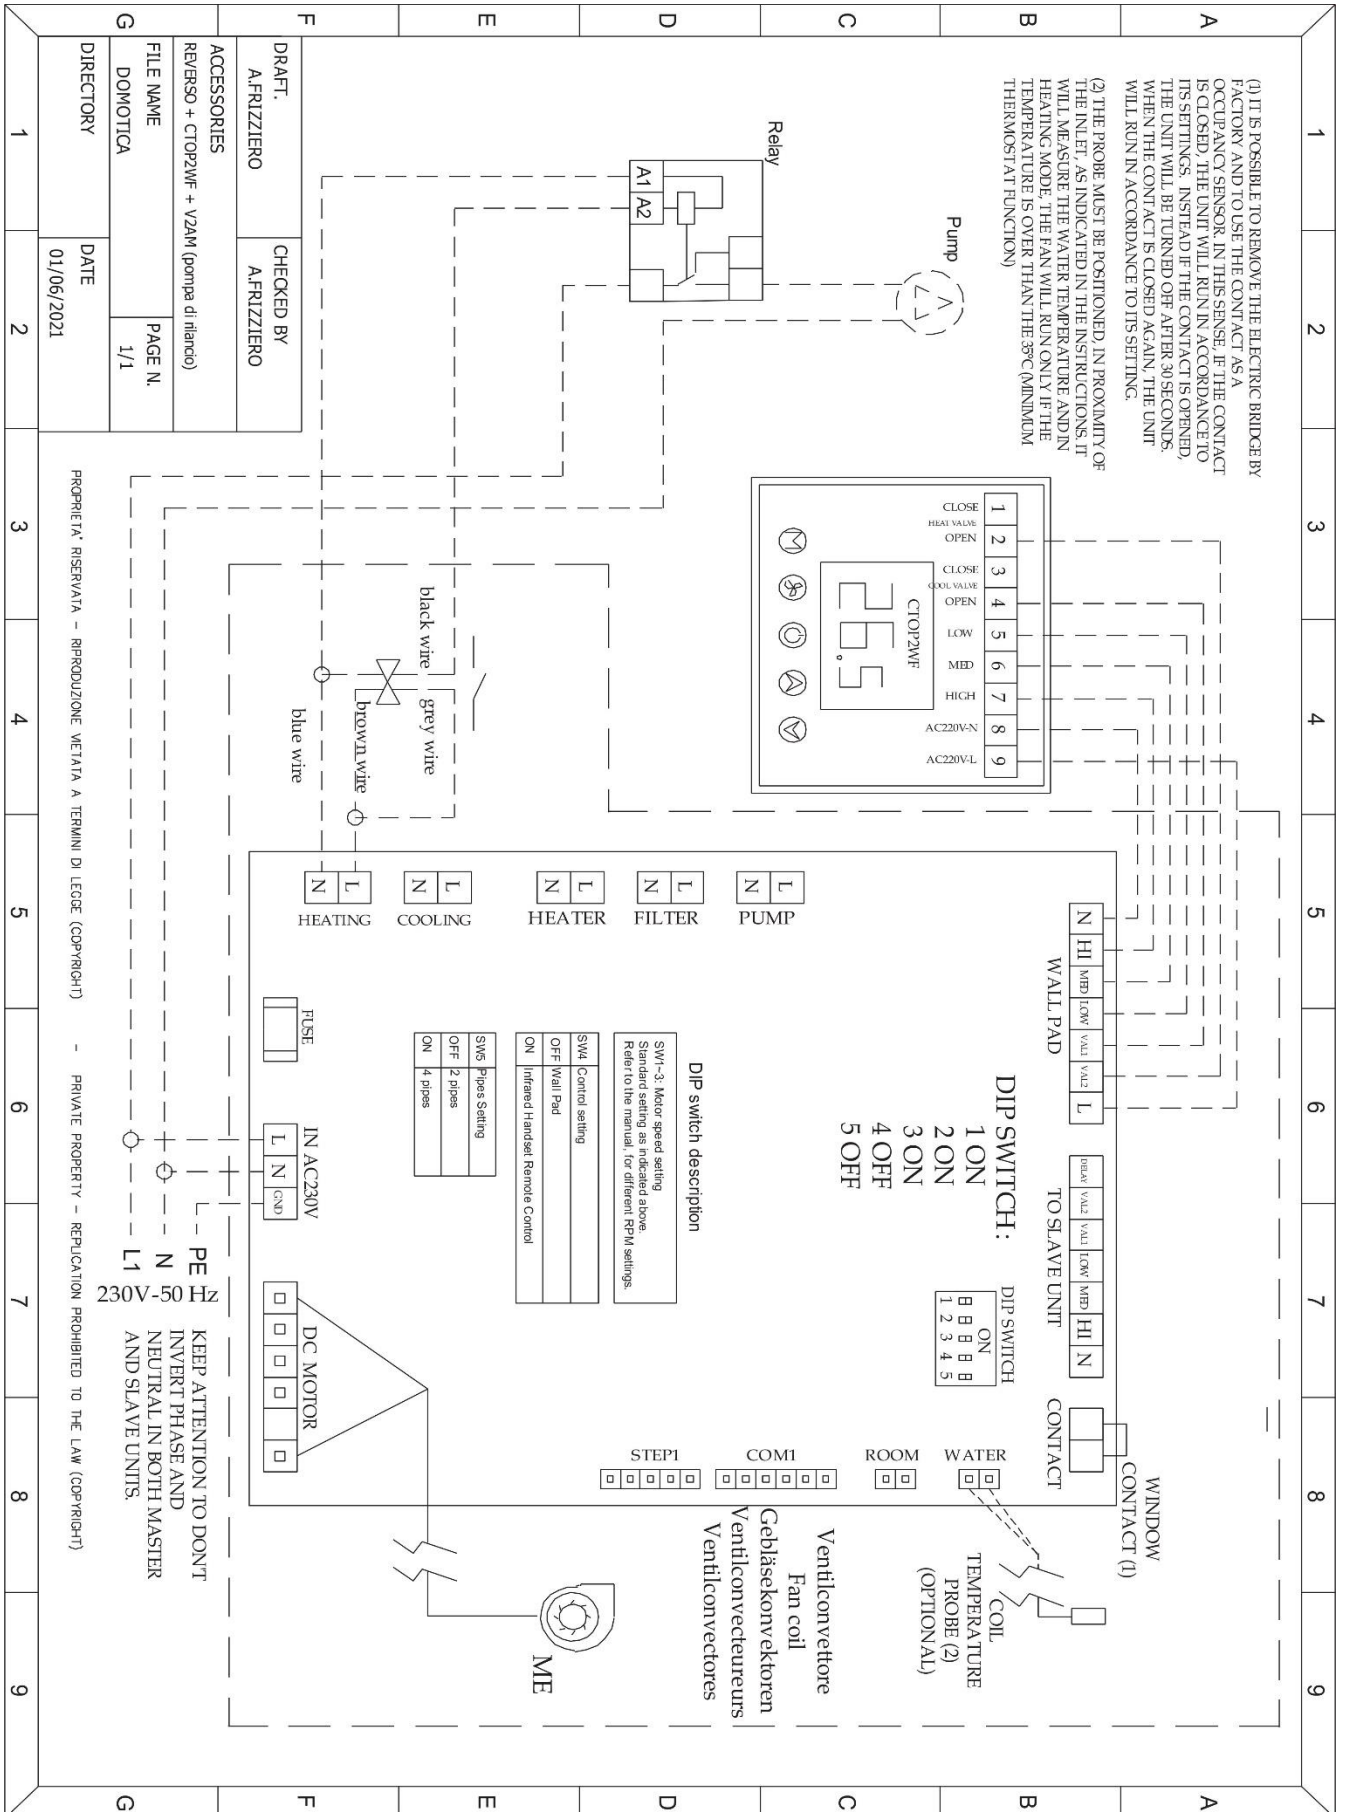 1
2
3
4
5
6
7
8
9
A
B
C
D
E
F
G
(1) IT IS POSSIBLE TO REMOVE THE ELECTRIC BRIDGE BY
FACTORY AND TO USE THE CONTACT AS A
OCCUPANCY SENSOR. IN THIS SENSE, IF THE CONTACT
IS CLOSED, THE UNIT WILL RUN IN ACCORDANCE TO
ITS SETTINGS. INSTEAD IF THE CONTACT IS OPENED,
THE UNIT WILL BE TURNED OFF AFTER 30 SECONDS.
WHEN THE CONTACT IS CLOSED AGAIN, THE UNIT
WILL RUN IN ACCORDANCE TO ITS SETTING.
(2) THE PROBE MUST BE POSITIONED, IN PROXIMITY OF
THE INLET, AS INDICATED IN THE INSTRUCTIONS. IT
WILL MEASURE THE WATER TEMPERATURE AND IN
HEATING MODE, THE FAN WILL RUN ONLY IF THE
TEMPERATURE IS OVER THAN THE 35°C (MINIMUM
THERMOSTAT FUNCTION)
Pump
Relay
A1
A2
1 CLOSE
HEAT VALVE
2 OPEN
3 CLOSE
COOL VALVE
4 OPEN
5 LOW
6 MED
7 HIGH
8 AC220V-N
9 AC220V-L
CTOP2WF
26.5
M
black wire
grey wire
brown wire
blue wire
N HI MED LOW VAL1 VAL2 L
WALL PAD
DELAY VAL2 VAL1 LOW MED HI N
TO SLAVE UNIT
CONTACT
WINDOW
CONTACT (1)
DIP SWITCH :
1 ON
2 ON
3 ON
4 OFF
5 OFF
DIP SWITCH
ON
1 2 3 4 5
WATER
ROOM
COM1
STEP1
COIL
TEMPERATURE
PROBE (2)
(OPTIONAL)
Ventilconvettore
Fan coil
Gebläsekonvektoren
Ventilconvecteureurs
Ventilconvectores
ME
L
N
PUMP
L
N
FILTER
L
N
HEATER
L
N
COOLING
L
N
HEATING
DIP switch description
SW1~3: Motor speed setting
Standard setting as indicated above.
Refer to the manual, for different RPM settings.
SW4 Control setting
OFF Wall Pad
ON Infrared Handset Remote Control
SW5 Pipes Setting
OFF 2 pipes
ON 4 pipes
FUSE
IN AC230V
L N GND
DC MOTOR
PE
N
L1
230V-50 Hz
KEEP ATTENTION TO DON'T
INVERT PHASE AND
NEUTRAL IN BOTH MASTER
AND SLAVE UNITS.
DRAFT.
A.FRIZZIERO
CHECKED BY
A.FRIZZIERO
ACCESSORIES
REVERSO + CTOP2WF + V2AM (pompa di rilancio)
FILE NAME
DOMOTICA
PAGE N.
1/1
DIRECTORY
DATE
01/06/2021
PROPRIETA' RISERVATA - RIPRODUZIONE VIETATA A TERMINI DI LEGGE (COPYRIGHT) - PRIVATE PROPERTY - REPLICATION PROHIBITED TO THE LAW (COPYRIGHT)
1
2
3
4
5
6
7
8
9
A
B
C
D
E
F
G